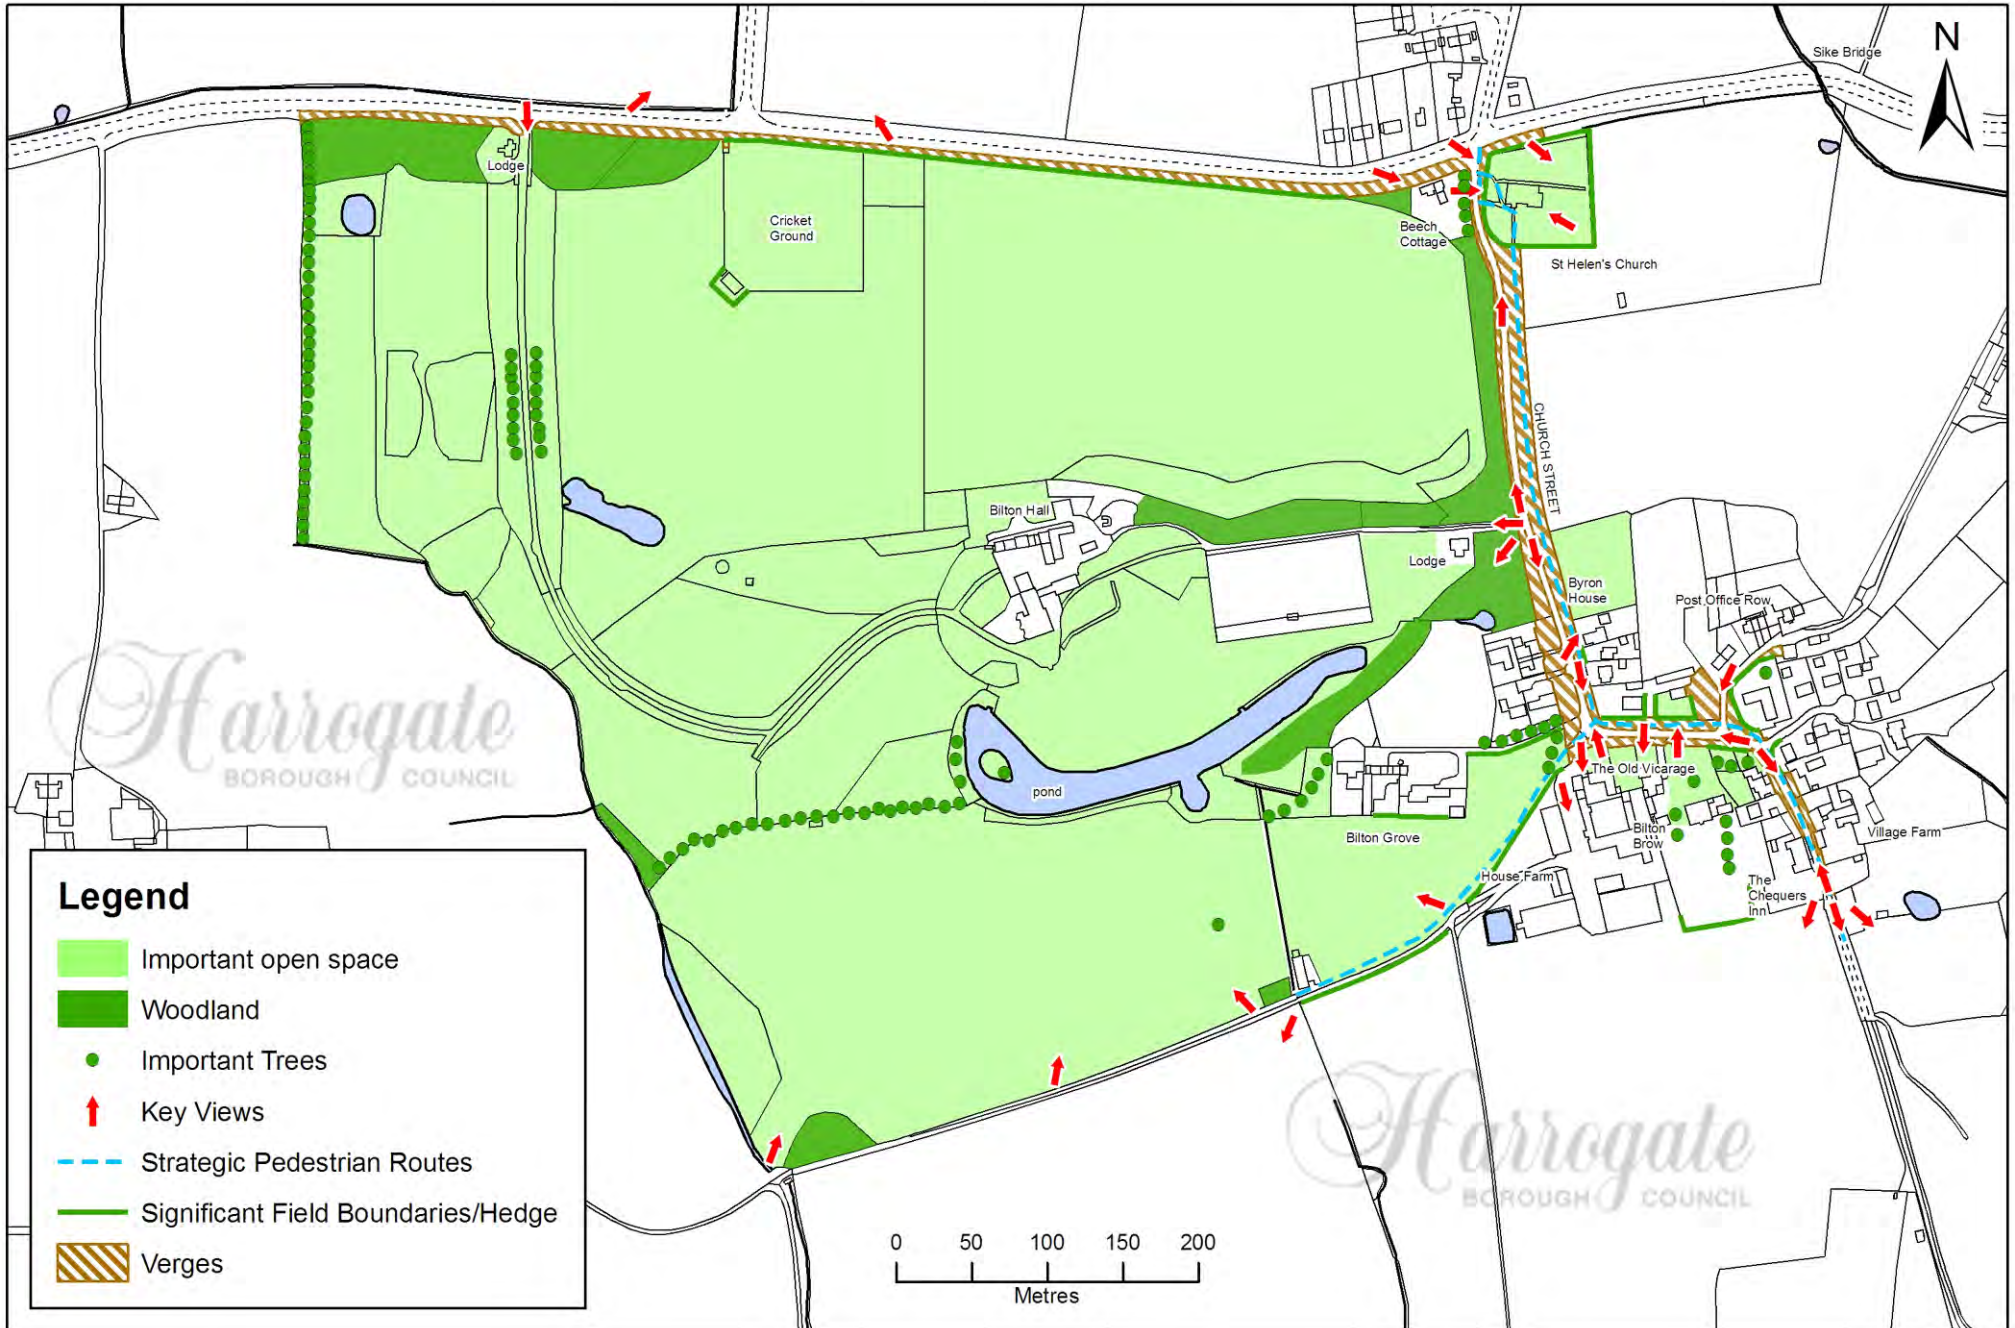 Sike Bridge
N
Lodge
Cricket
Ground
Beech
Cottage
St Helen's Church
CHURCH STREET
Bilton Hall
Lodge
Byron
House
Post Office Row
Harrogate
BOROUGH COUNCIL
The Old Vicarage
pond
Bilton Grove
Bilton
Brow
Village Farm
House Farm
The
Chequers
Inn
Legend
Important open space
Woodland
Important Trees
Key Views
Strategic Pedestrian Routes
Significant Field Boundaries/Hedge
Verges
Harrogate
BOROUGH COUNCIL
0 50 100 150 200
Metres